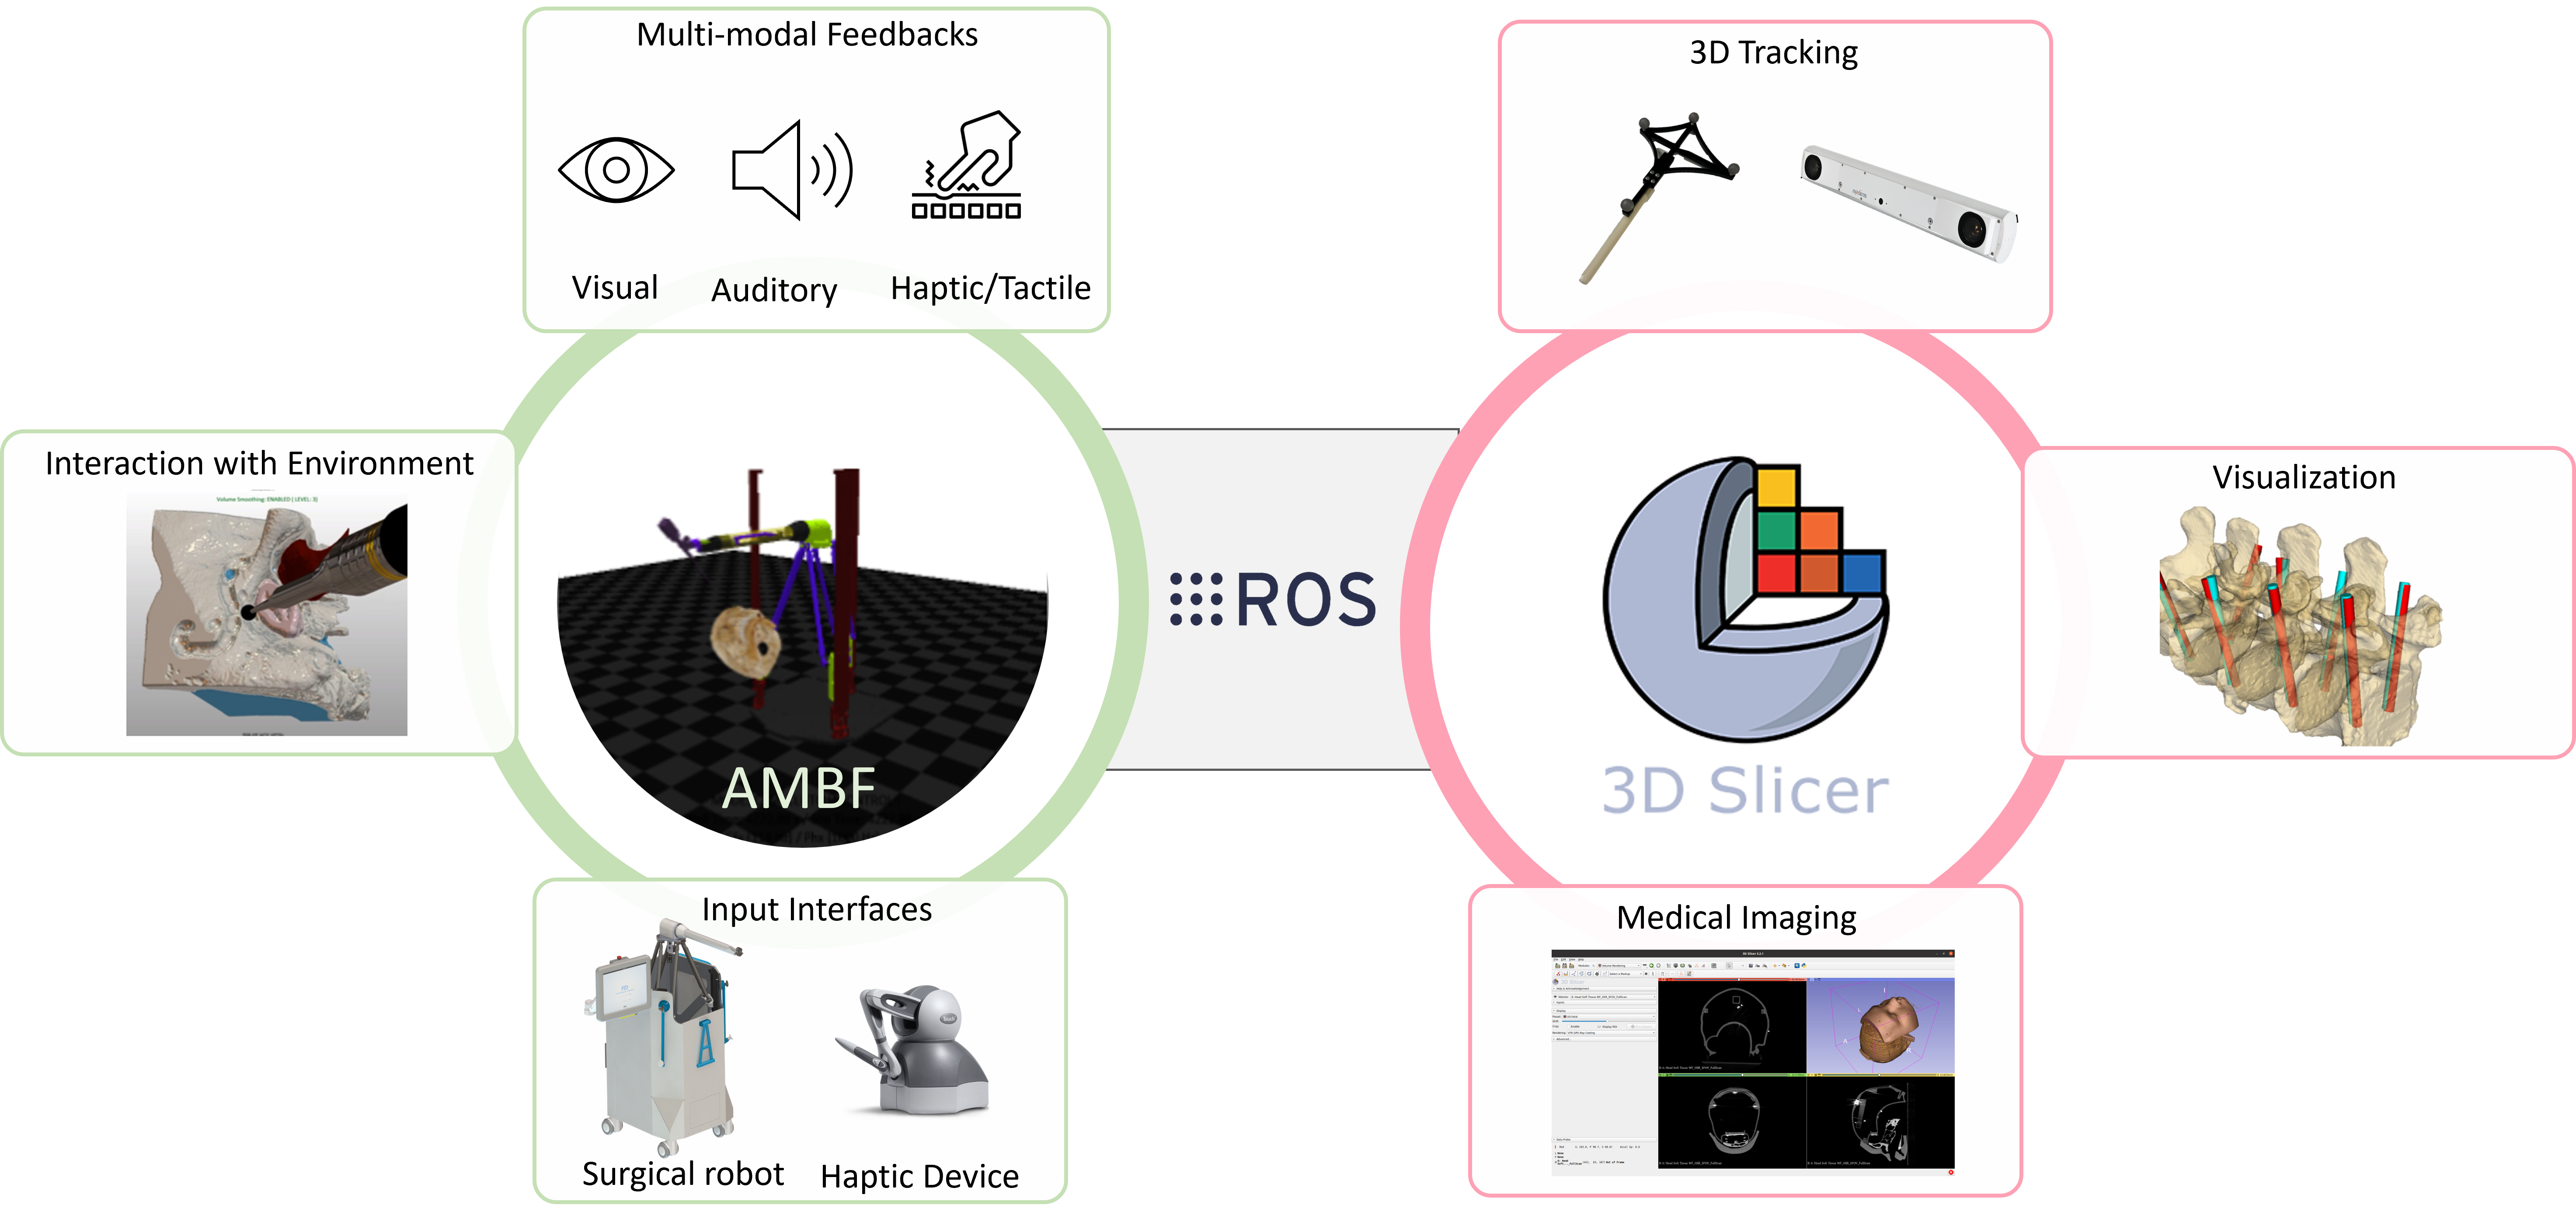 Multi-modal Feedbacks
Visual
Auditory
Haptic/Tactile
3D Tracking
Interaction with Environment
Volume Smoothing: ENABLED ( LEVEL: 3)
AMBF
ROS
3D Slicer
Visualization
Input Interfaces
Surgical robot
Haptic Device
Medical Imaging